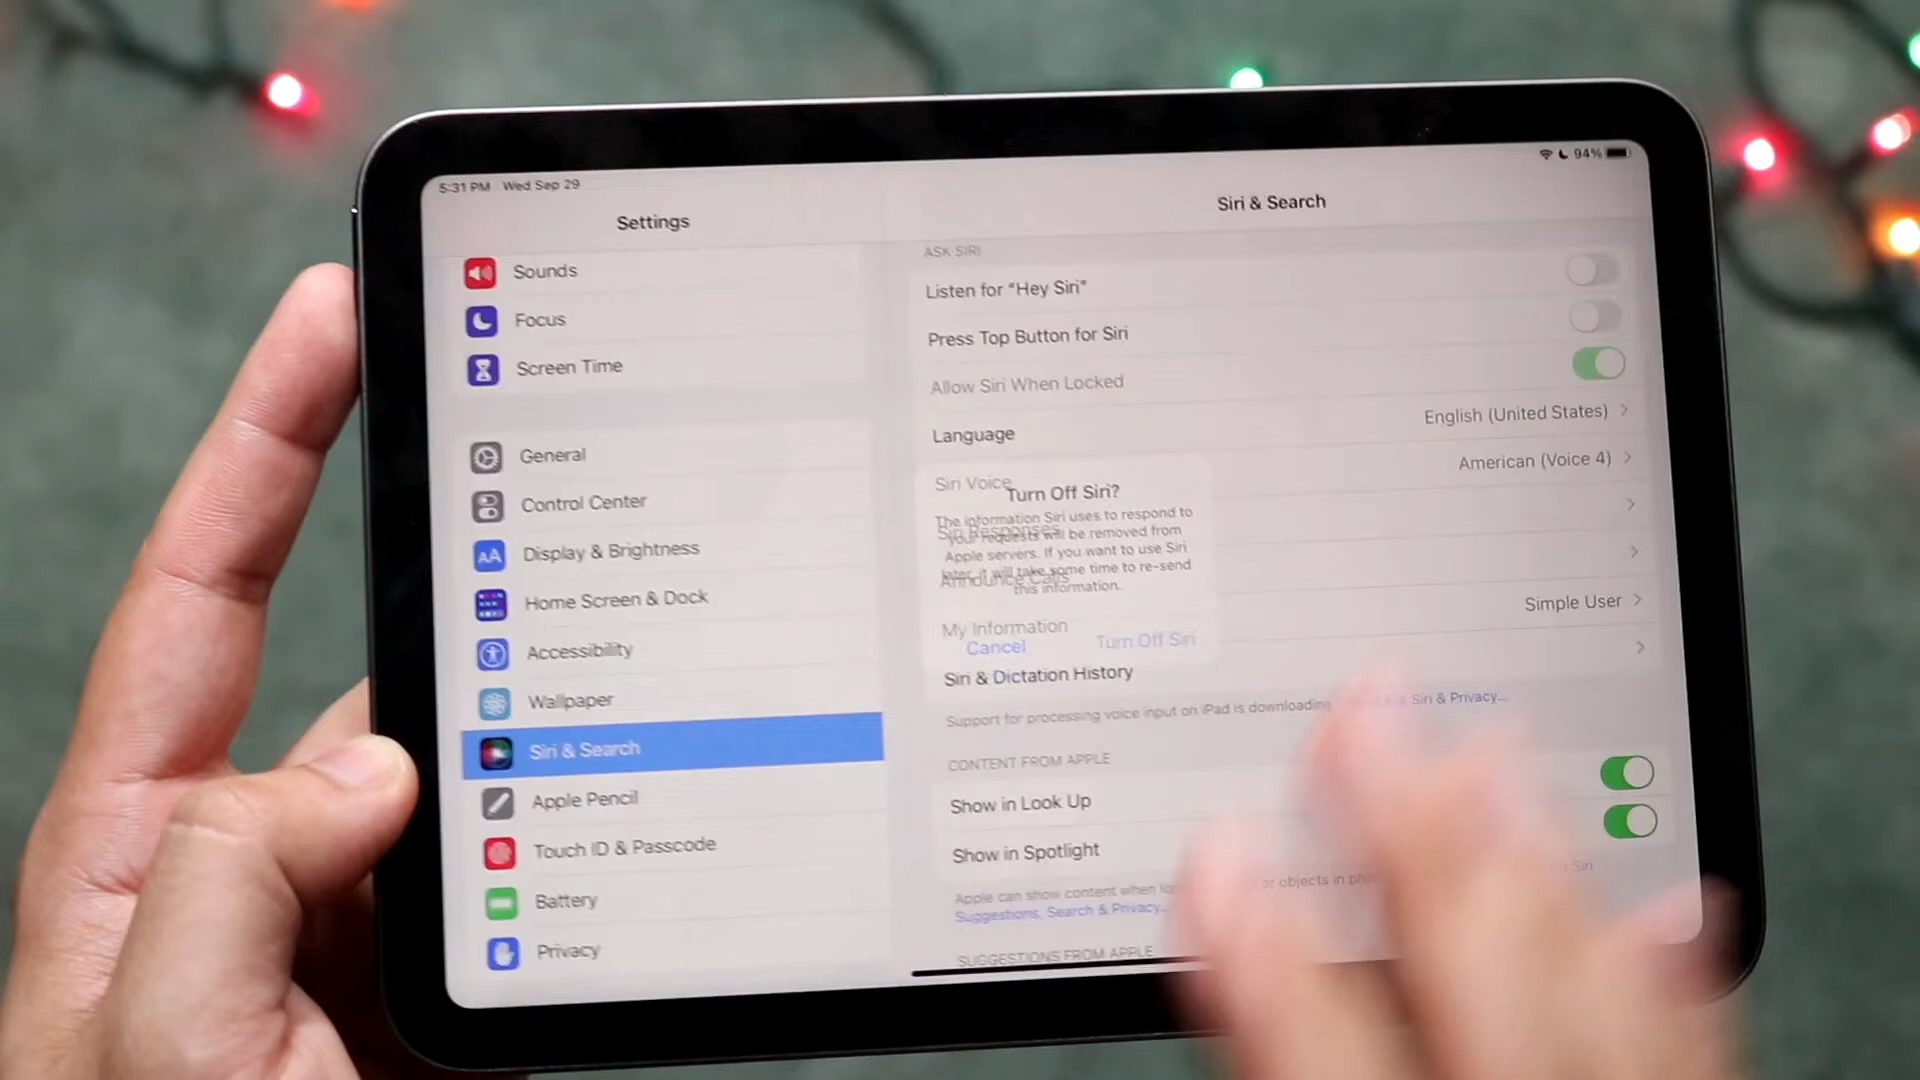 5:31 PM Wed Sep 29
94%
Settings
Sounds
Focus
Screen Time
General
Control Center
AA
Display & Brightness
Home Screen & Dock
Accessibility
Wallpaper
Siri & Search
Apple Pencil
Touch ID & Passcode
Battery
Privacy
Siri & Search
ASK SIRI
Listen for "Hey Siri"
Press Top Button for Siri
Allow Siri When Locked
Language English (United States)
Siri Voice American (Voice 4)
Siri Responses
Announce Calls
My Information Simple User
Siri & Dictation History
Turn Off Siri?
The information Siri uses to respond to
your requests will be removed from
Apple servers. If you want to use Siri
later, it will take some time to re-send
this information.
Cancel Turn Off Siri
Support for processing voice input on iPad is downloading Siri & Privacy...
CONTENT FROM APPLE
Show in Look Up
Show in Spotlight
Apple can show content when or objects in Siri
Suggestions, Search & Privacy...
SUGGESTIONS FROM APPLE